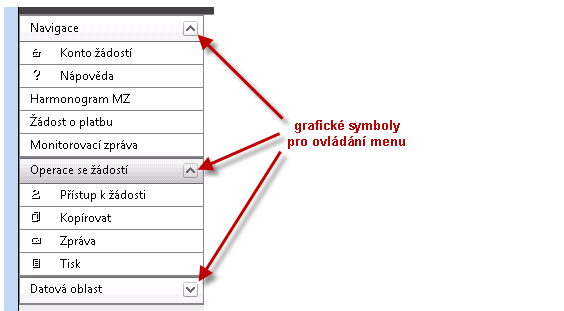 Navigace
Konto žádostí
Nápověda
Harmonogram MZ
Žádost o platbu
Monitorovací zpráva
Operace se žádostí
Přístup k žádosti
Kopírovat
Zpráva
Tisk
Datová oblast
grafické symboly
pro ovládání menu